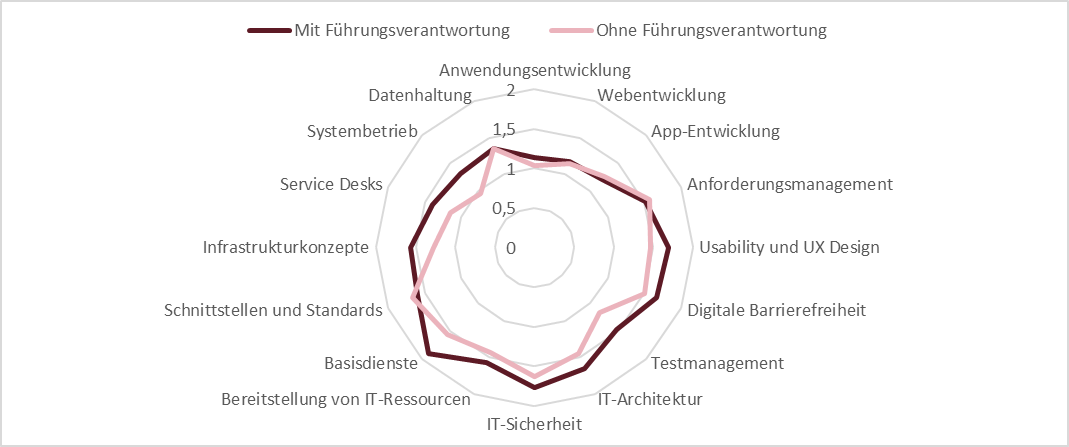 Mit Führungsverantwortung
Ohne Führungsverantwortung
Anwendungsentwicklung
Webentwicklung
App-Entwicklung
Anforderungsmanagement
Usability und UX Design
Digitale Barrierefreiheit
Testmanagement
IT-Architektur
IT-Sicherheit
Bereitstellung von IT-Ressourcen
Basisdienste
Schnittstellen und Standards
Infrastrukturkonzepte
Service Desks
Systembetrieb
Datenhaltung
2
1,5
1
0,5
0